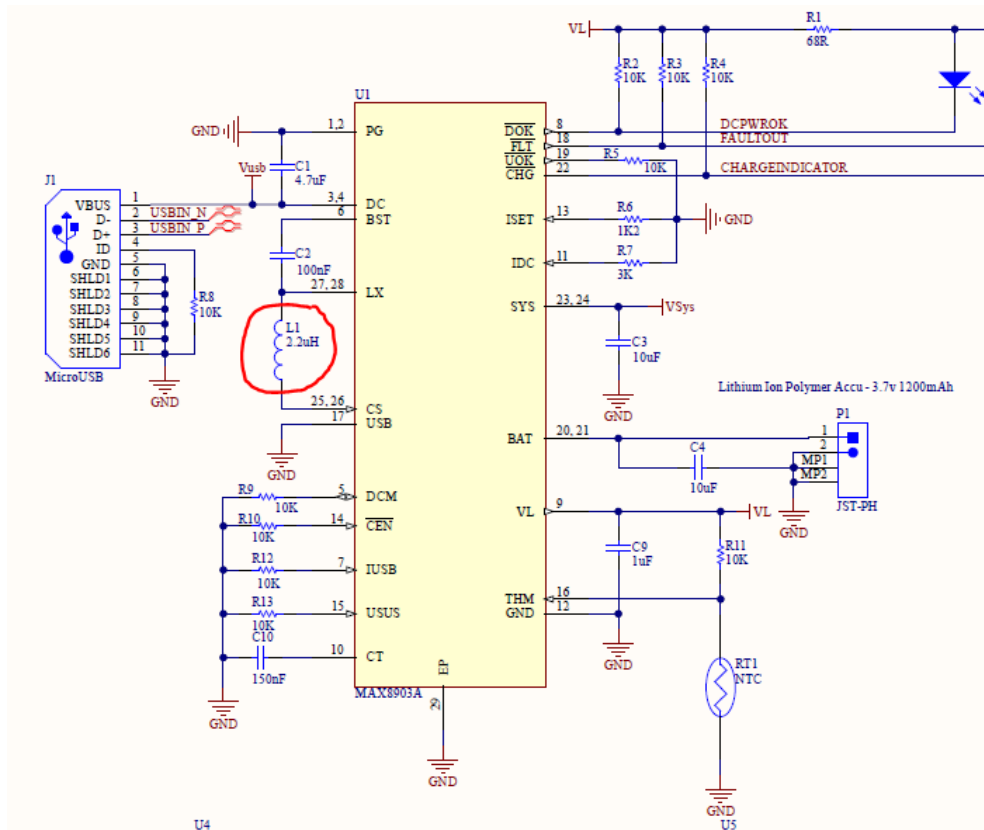 VL
R1
68R
R2
10K
R3
10K
R4
10K
U1
GND
1,2
PG
DOK
8
DCPWROK
FLT
18
FAULTOUT
UOK
19
R5
10K
CHG
22
CHARGEINDICATOR
C1
4.7uF
Vusb
J1
VBUS
1
3,4
DC
D-
2
USBIN_N
6
BST
D+
3
USBIN_P
ISET
13
R6
1K2
GND
ID
4
GND
5
C2
100nF
IDC
11
R7
3K
SHLD1
6
SHLD2
7
SHLD3
8
SHLD4
9
SHLD5
10
SHLD6
11
R8
10K
27, 28
LX
SYS
23, 24
VSys
L1
2.2uH
C3
10uF
MicroUSB
GND
GND
Lithium Ion Polymer Accu - 3.7v 1200mAh
25, 26
CS
17
USB
GND
BAT
20, 21
P1
1
2
MP1
MP2
C4
10uF
JST-PH
GND
R9
10K
5
DCM
R10
10K
14
CEN
VL
9
VL
C9
1uF
R11
10K
R12
10K
7
IUSB
R13
10K
15
USUS
THM
16
GND
12
GND
C10
150nF
10
CT
EP
29
MAX8903A
RT1
NTC
GND
GND
GND
U4
U5